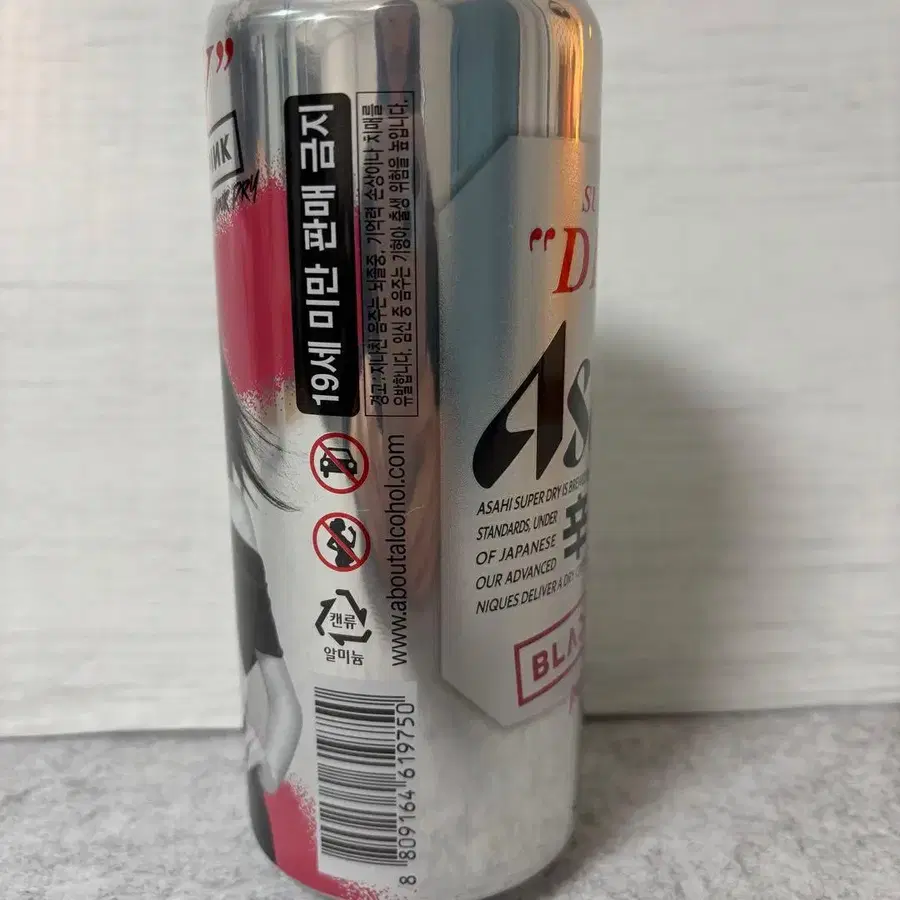 DRY
19세 미만 판매 금지
경고 : 지나친 음주는 뇌졸중, 기억력 손상이나 치매를
유발합니다. 임신 중 음주는 기형아 출생 위험을 높입니다.
www.aboutalcohol.com
캔류
알미늄
8 809164 619750
"D
As
ASAHI SUPER DRY IS
STANDARDS, UNDER
OF JAPANESE
OUR ADVANCED
NIQUES DELIVER A DRY
辛